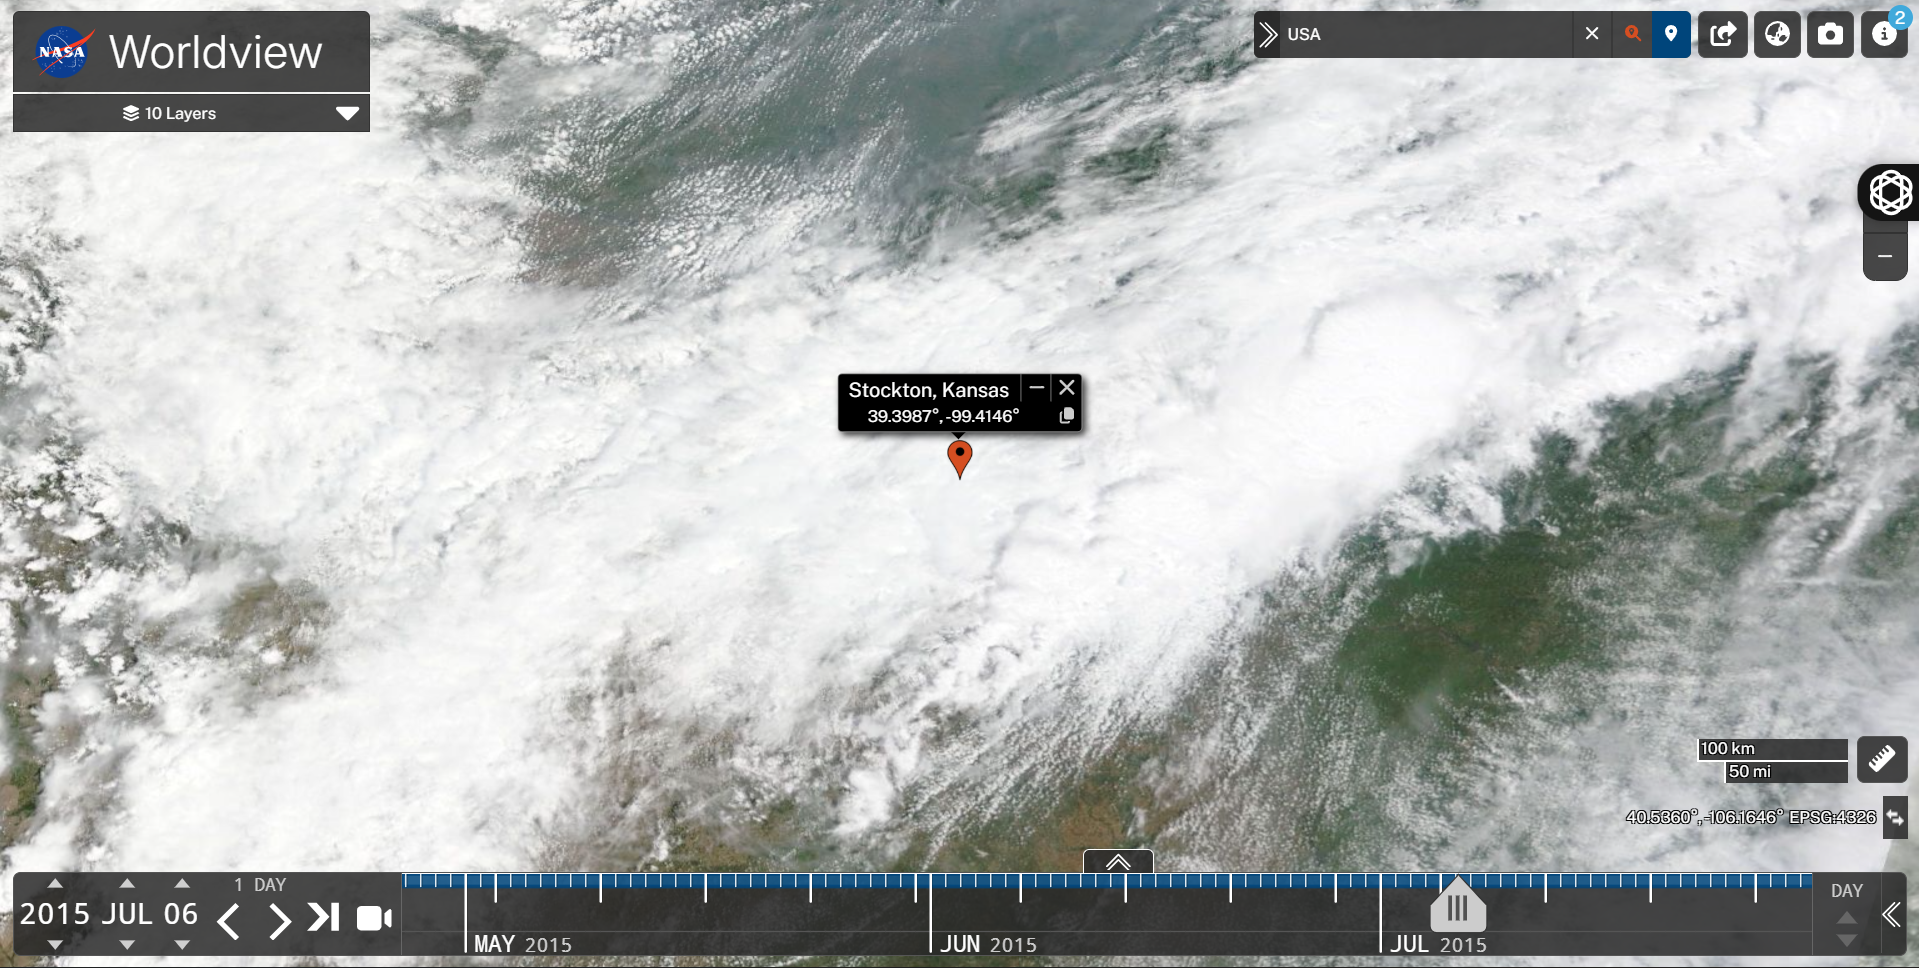 NASA Worldview
10 Layers
USA
2
Stockton, Kansas
39.3987°, -99.4146°
100 km
50 mi
40.5360°, -106.1646° EPSG:4326
1 DAY
2015 JUL 06
MAY 2015
JUN 2015
JUL 2015
DAY